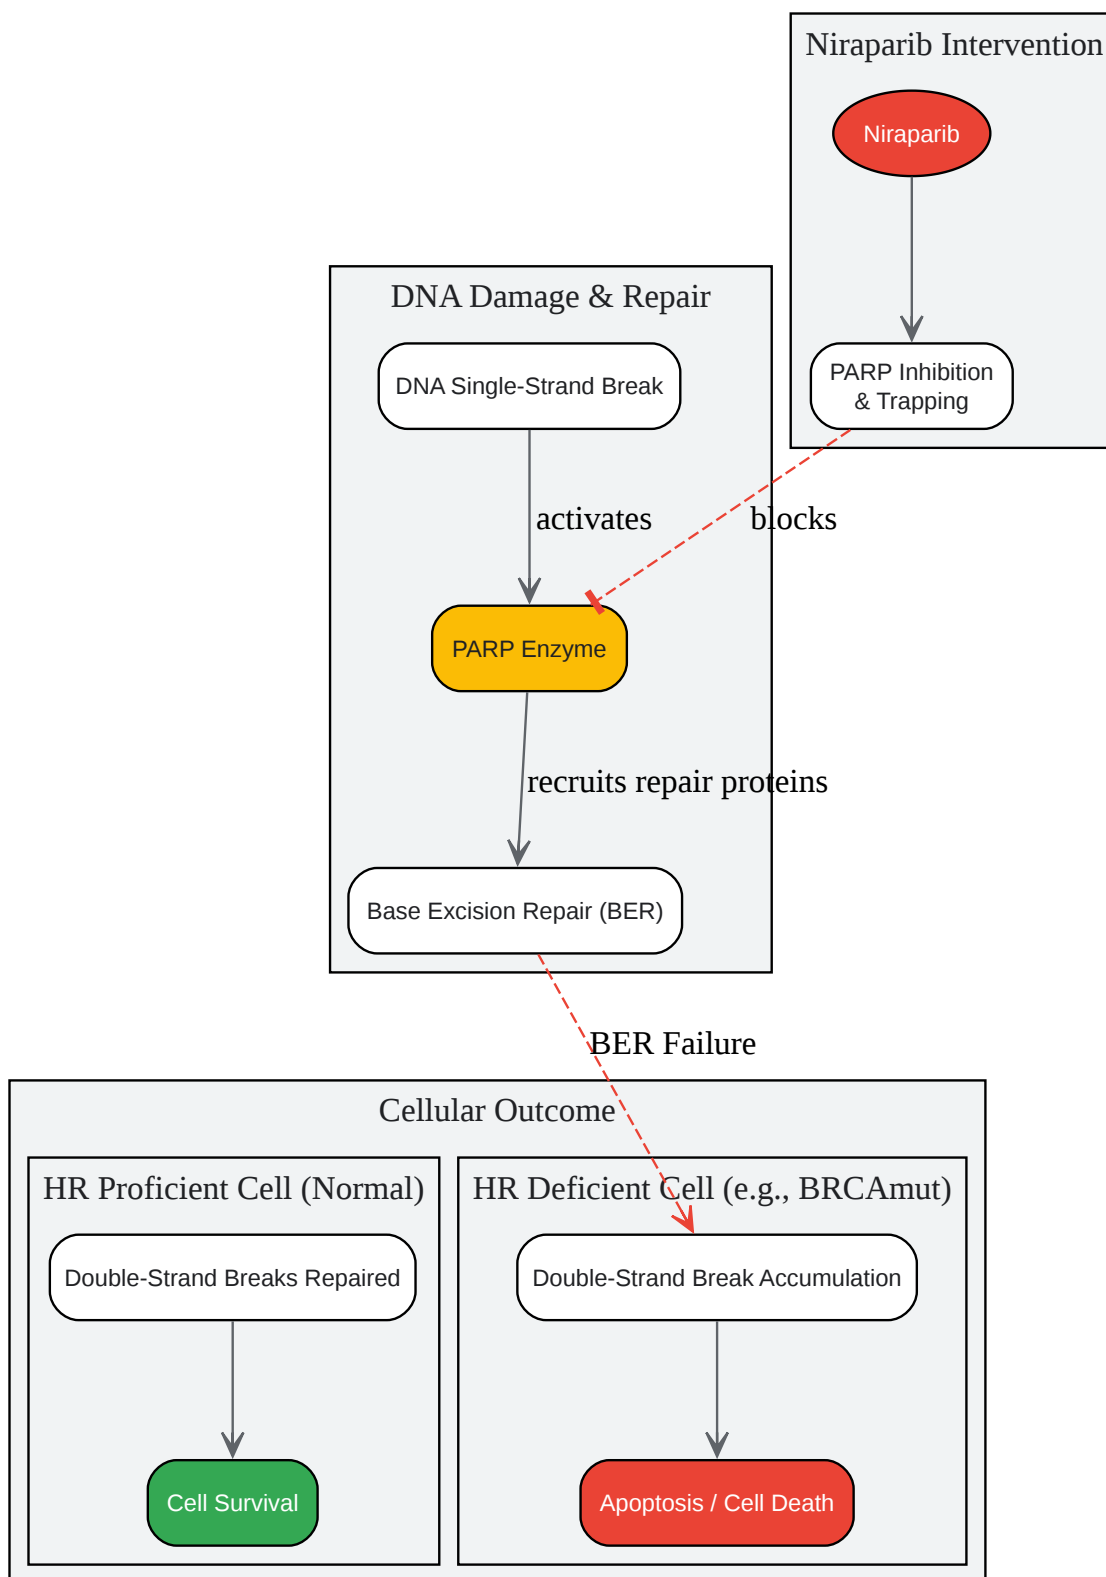 Niraparib Intervention
Niraparib
PARP Inhibition
& Trapping
DNA Damage & Repair
DNA Single-Strand Break
activates
blocks
PARP Enzyme
recruits repair proteins
Base Excision Repair (BER)
BER Failure
Cellular Outcome
HR Proficient Cell (Normal)
Double-Strand Breaks Repaired
Cell Survival
HR Deficient Cell (e.g., BRCAmut)
Double-Strand Break Accumulation
Apoptosis / Cell Death